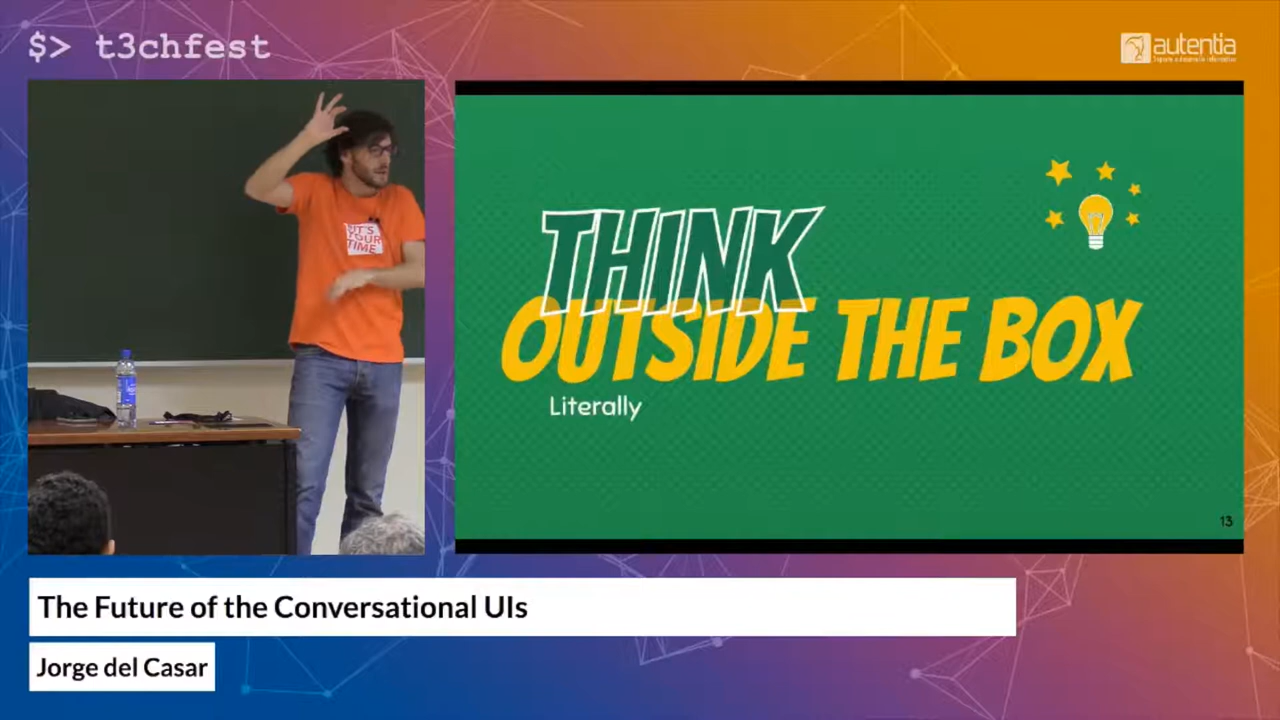 $> t3chfest
autentia
IT'S
YOUR
TIME
THINK
OUTSIDE THE BOX
Literally
13
The Future of the Conversational UIs
Jorge del Casar